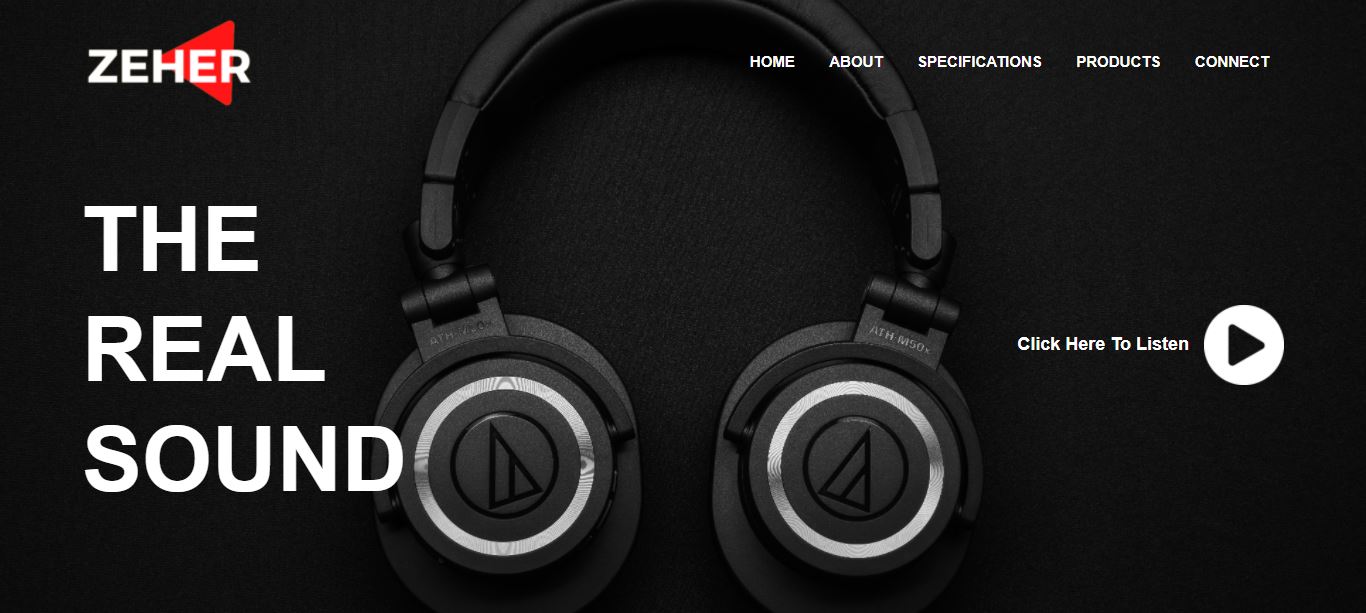 ZEHER
HOME ABOUT SPECIFICATIONS PRODUCTS CONNECT
THE
REAL
SOUND
ATH-M50x
ATH-M50x
Click Here To Listen